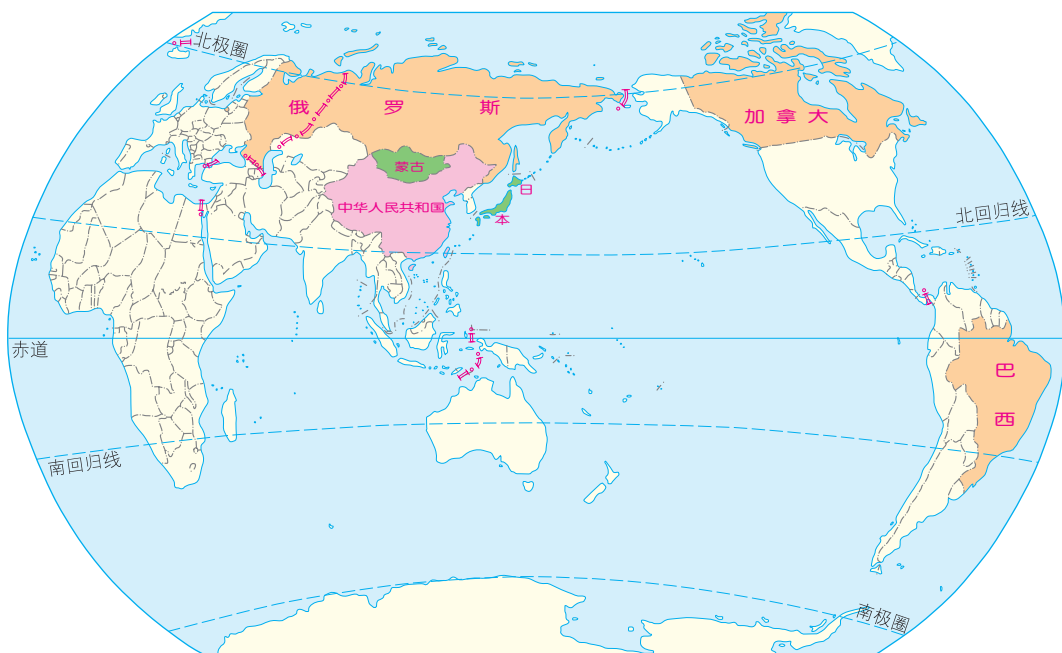 北极圈
俄罗斯
加拿大
蒙古
中华人民共和国
日本
北回归线
赤道
巴西
南回归线
南极圈